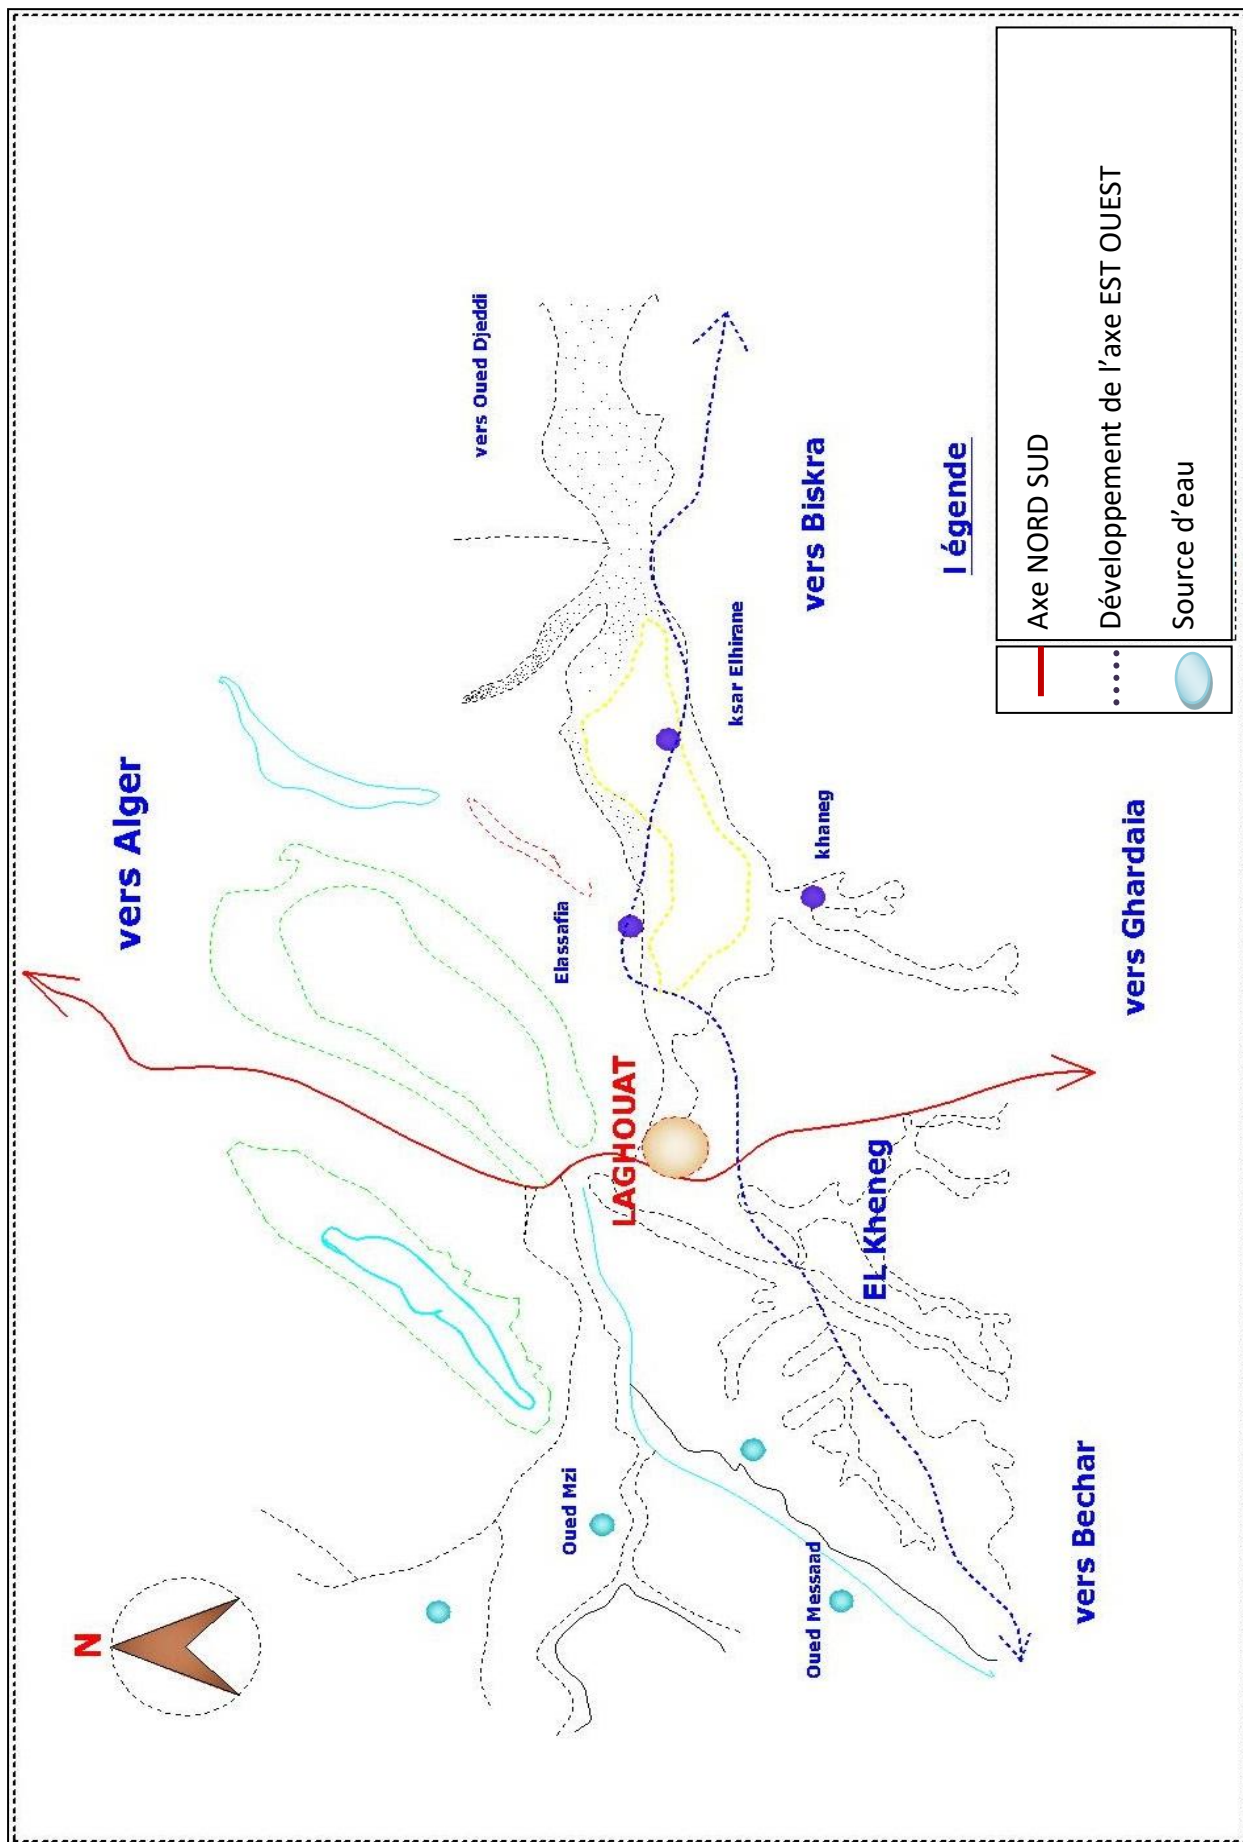 N
vers Alger
vers Oued Djeddi
Oued Mzi
Elassafia
LAGHOUAT
ksar Elhirane
khaneg
vers Biskra
Oued Messaad
EL Kheneg
vers Bechar
vers Ghardaia
l égende
Axe NORD SUD
Développement de l’axe EST OUEST
Source d’eau